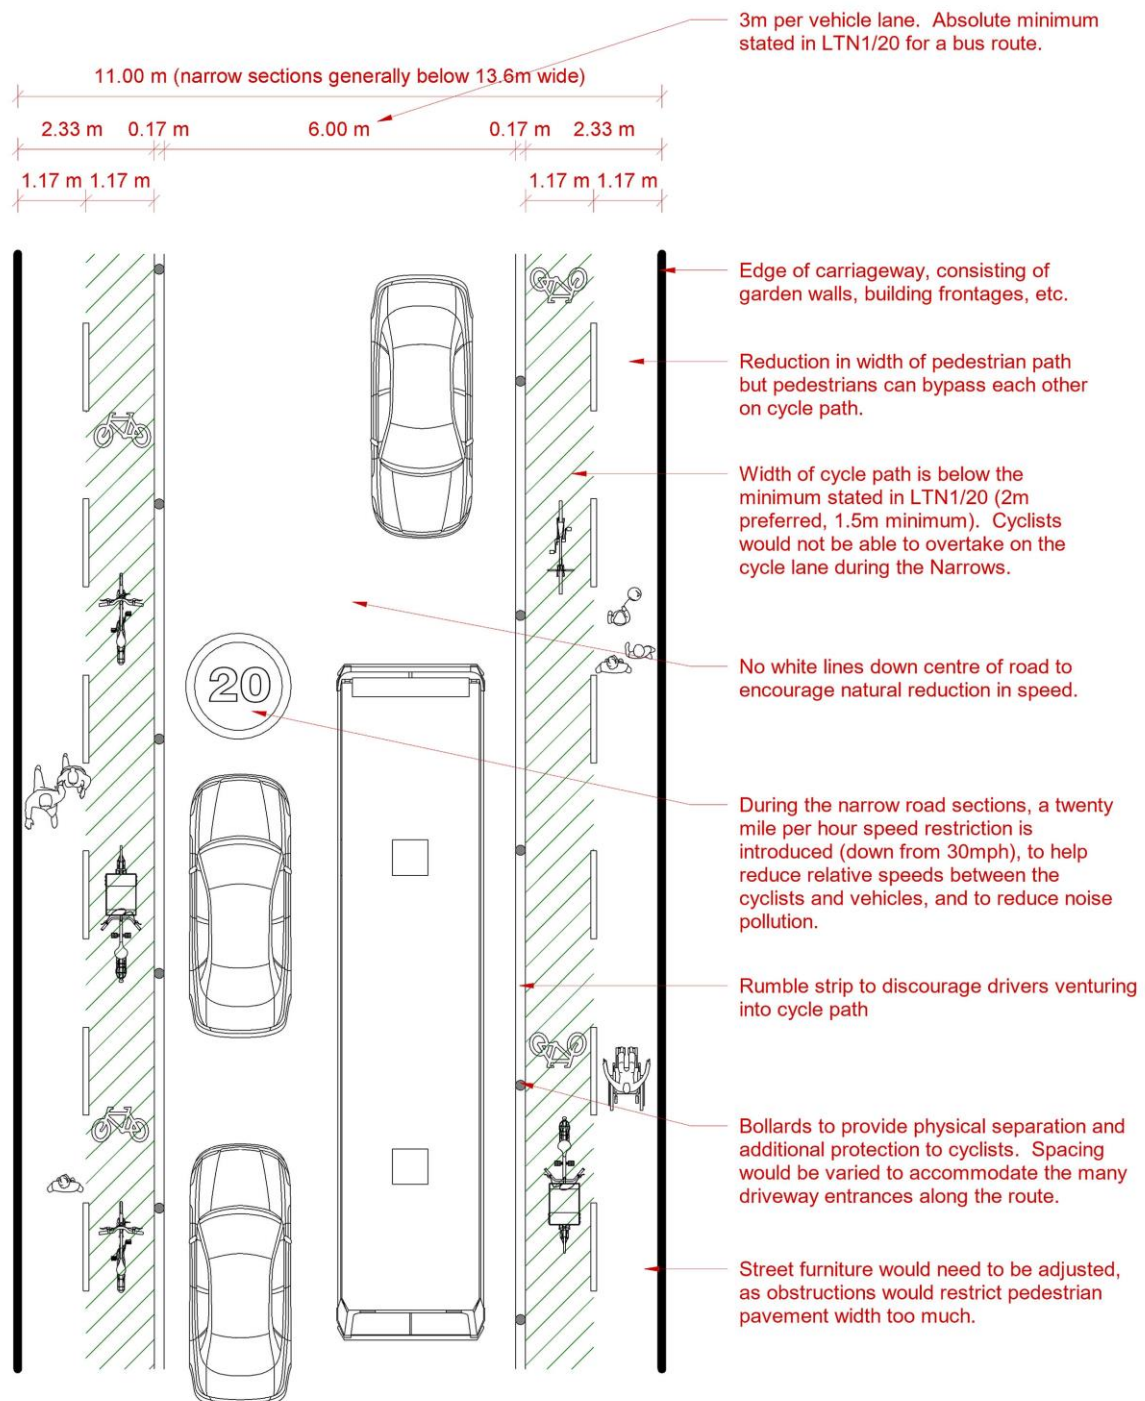 3m per vehicle lane.  Absolute minimum
stated in LTN1/20 for a bus route.
11.00 m (narrow sections generally below 13.6m wide)
2.33 m
0.17 m
6.00 m
0.17 m
2.33 m
1.17 m
1.17 m
1.17 m
1.17 m
Edge of carriageway, consisting of
garden walls, building frontages, etc.
Reduction in width of pedestrian path
but pedestrians can bypass each other
on cycle path.
Width of cycle path is below the
minimum stated in LTN1/20 (2m
preferred, 1.5m minimum).  Cyclists
would not be able to overtake on the
cycle lane during the Narrows.
No white lines down centre of road to
encourage natural reduction in speed.
20
During the narrow road sections, a twenty
mile per hour speed restriction is
introduced (down from 30mph), to help
reduce relative speeds between the
cyclists and vehicles, and to reduce noise
pollution.
Rumble strip to discourage drivers venturing
into cycle path
Bollards to provide physical separation and
additional protection to cyclists.  Spacing
would be varied to accommodate the many
driveway entrances along the route.
Street furniture would need to be adjusted,
as obstructions would restrict pedestrian
pavement width too much.